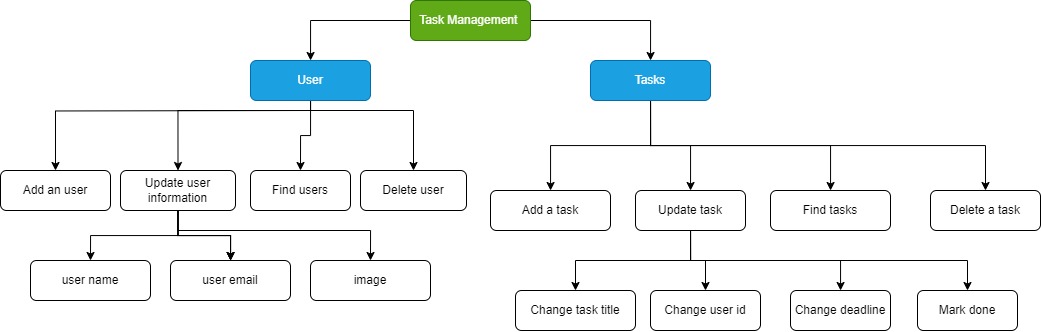 Task Management
User
Tasks
Add an user
Update user
information
Find users
Delete user
Add a task
Update task
Find tasks
Delete a task
user name
user email
image
Change task title
Change user id
Change deadline
Mark done